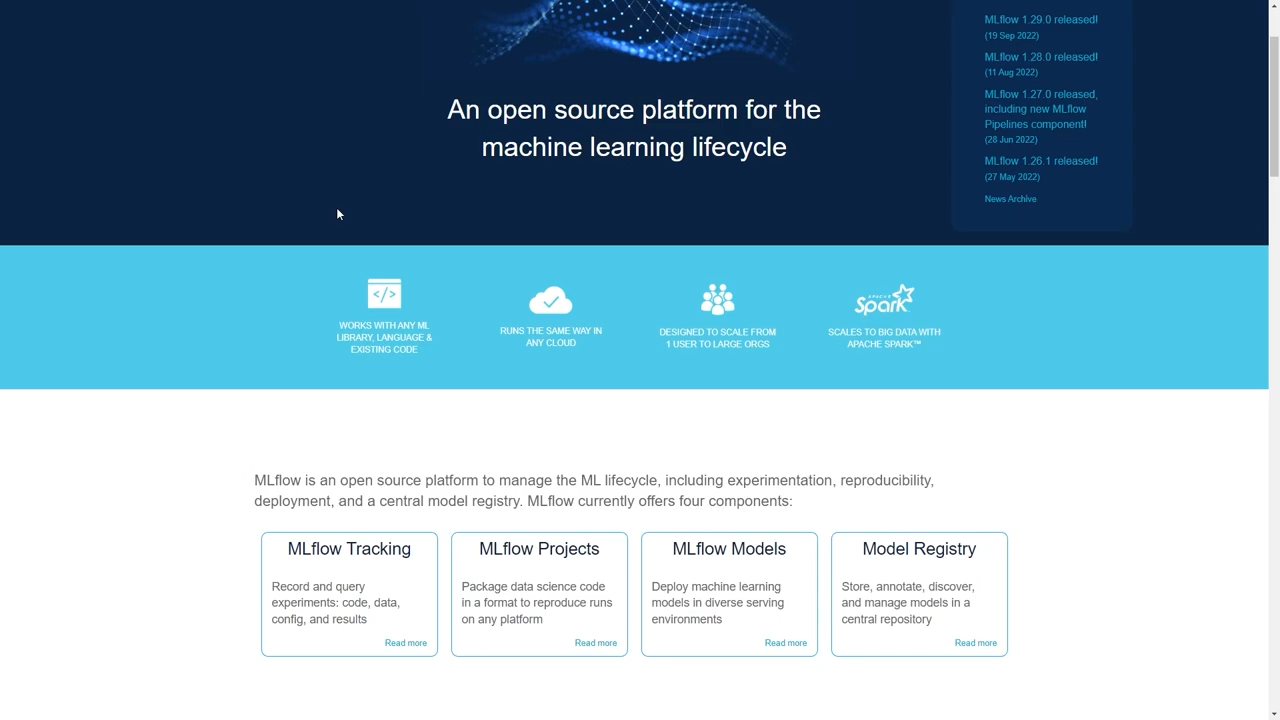 An open source platform for the
machine learning lifecycle
MLflow 1.29.0 released!
(19 Sep 2022)
MLflow 1.28.0 released!
(11 Aug 2022)
MLflow 1.27.0 released,
including new MLflow
Pipelines component!
(28 Jun 2022)
MLflow 1.26.1 released!
(27 May 2022)
News Archive
</>
WORKS WITH ANY ML
LIBRARY, LANGUAGE &
EXISTING CODE
RUNS THE SAME WAY IN
ANY CLOUD
DESIGNED TO SCALE FROM
1 USER TO LARGE ORGS
APACHE
Spark
SCALES TO BIG DATA WITH
APACHE SPARK™
MLflow is an open source platform to manage the ML lifecycle, including experimentation, reproducibility,
deployment, and a central model registry. MLflow currently offers four components:
MLflow Tracking
Record and query
experiments: code, data,
config, and results
Read more
MLflow Projects
Package data science code
in a format to reproduce runs
on any platform
Read more
MLflow Models
Deploy machine learning
models in diverse serving
environments
Read more
Model Registry
Store, annotate, discover,
and manage models in a
central repository
Read more